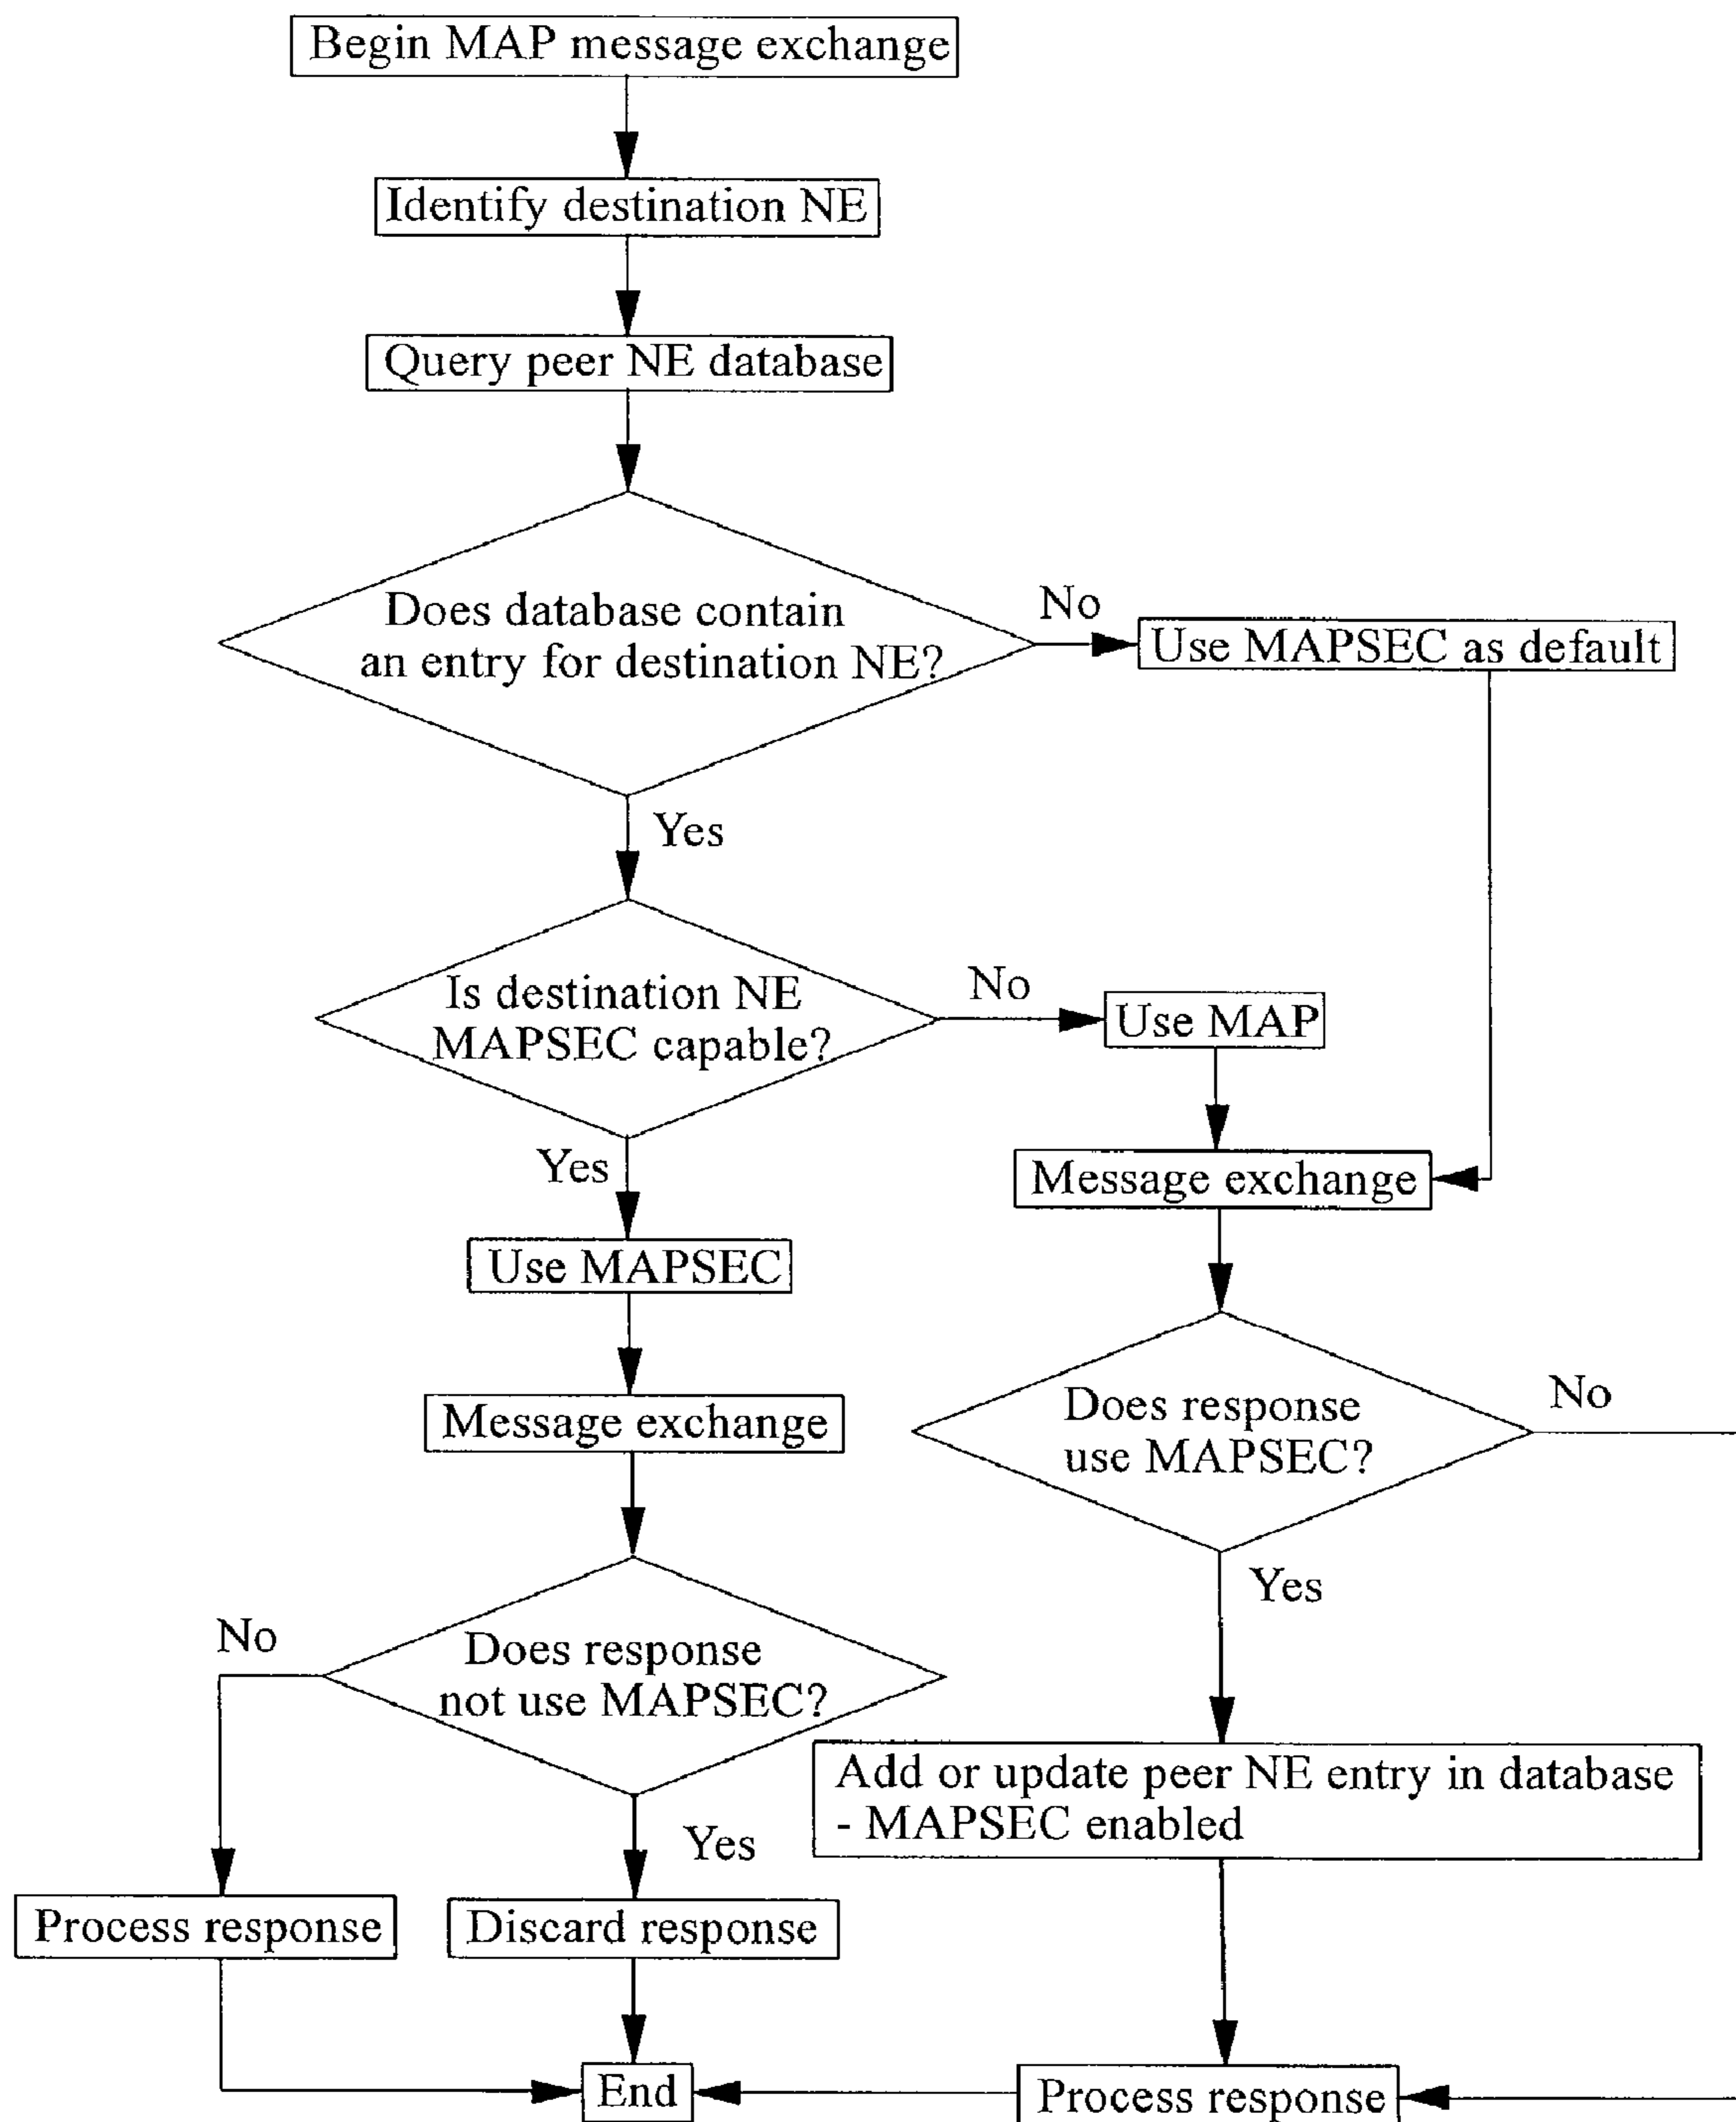 Begin MAP message exchange
Identify destination NE
Query peer NE database
Does database contain
an entry for destination NE?
No
Use MAPSEC as default
Yes
Is destination NE
MAPSEC capable?
No
Use MAP
Yes
Message exchange
Use MAPSEC
Does response
use MAPSEC?
No
Message exchange
Yes
Does response
not use MAPSEC?
No
Add or update peer NE entry in database
- MAPSEC enabled
Yes
Process response
Discard response
End
Process response